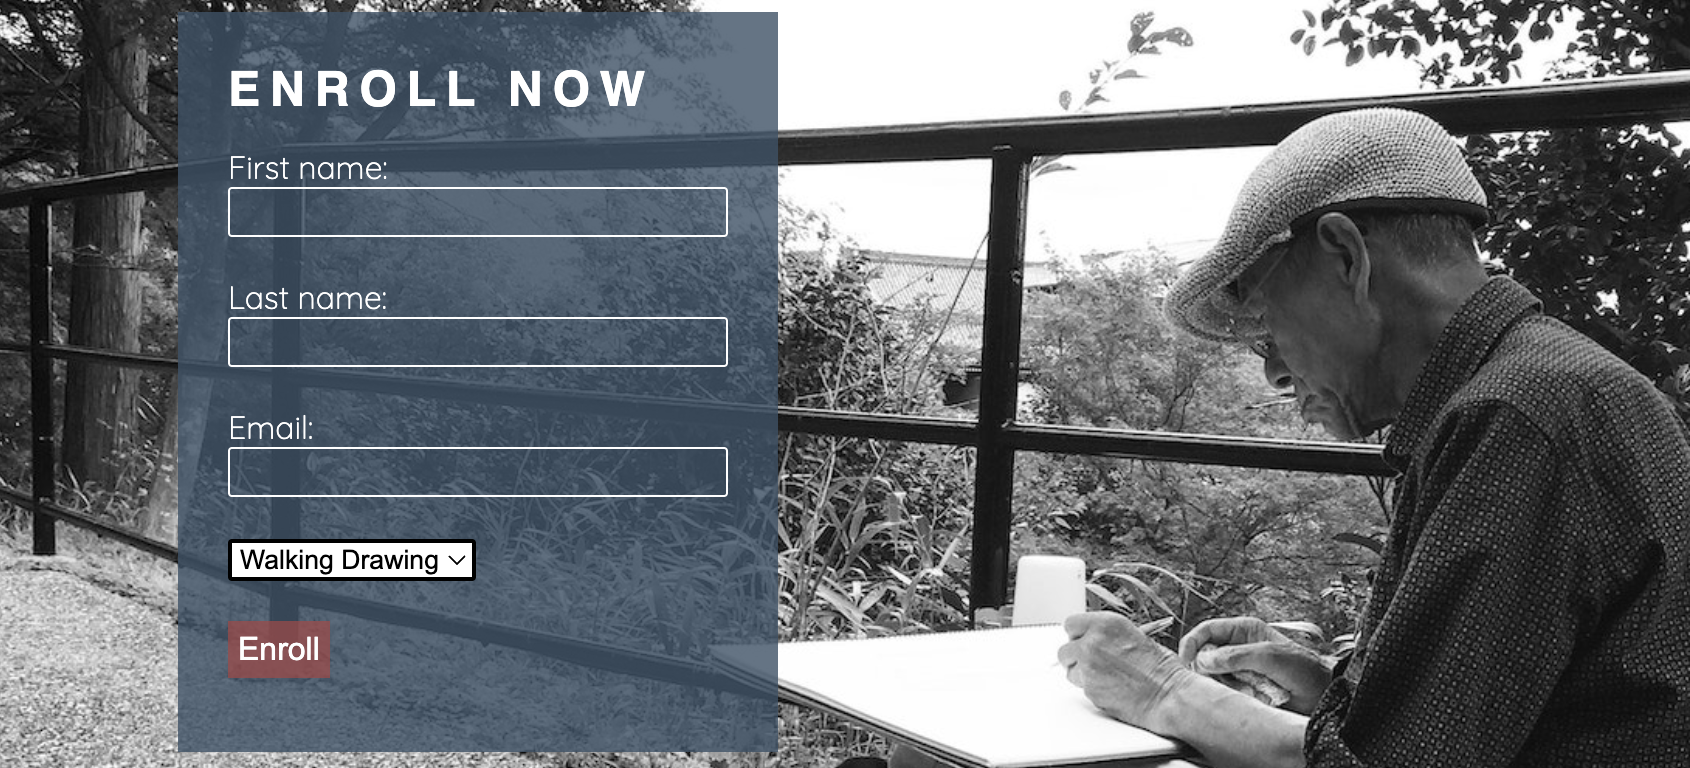 ENROLL NOW
First name:
Last name:
Email:
Walking Drawing
Enroll